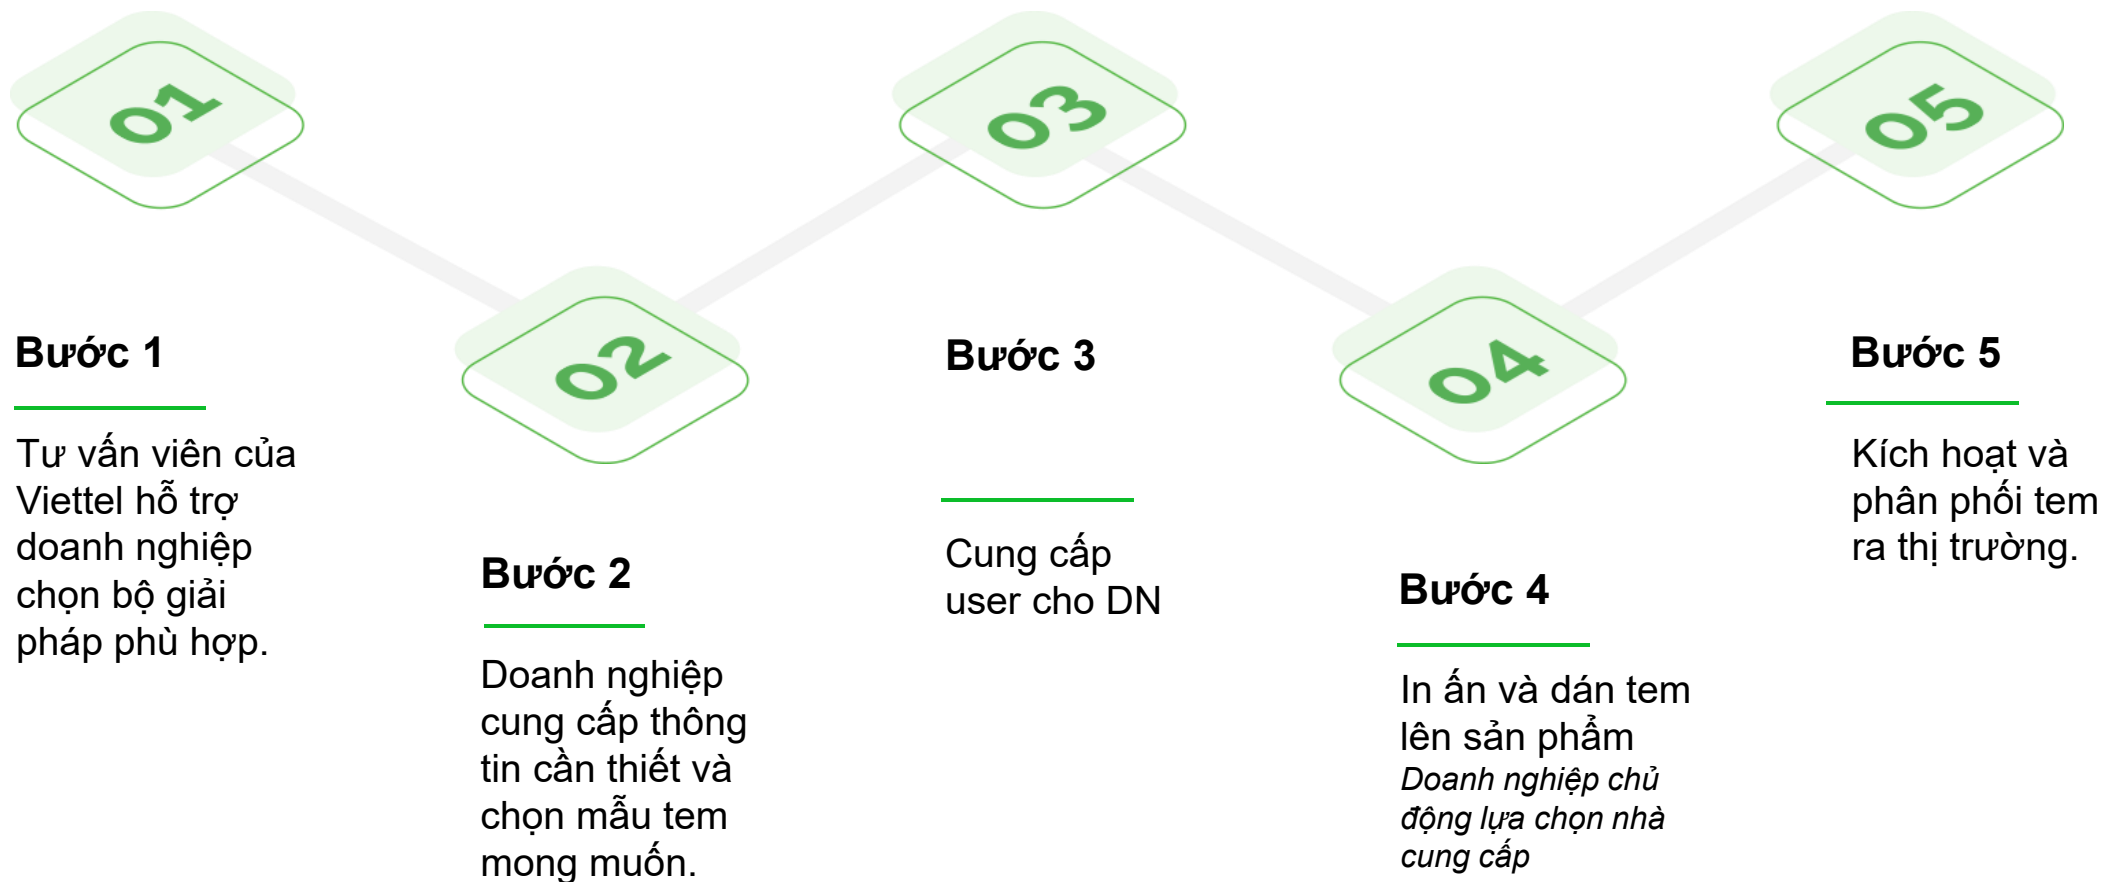 01
Bước 1
Tư vấn viên của
Viettel hỗ trợ
doanh nghiệp
chọn bộ giải
pháp phù hợp.
02
Bước 2
Doanh nghiệp
cung cấp thông
tin cần thiết và
chọn mẫu tem
mong muốn.
03
Bước 3
Cung cấp
user cho DN
04
Bước 4
In ấn và dán tem
lên sản phẩm
Doanh nghiệp chủ
động lựa chọn nhà
cung cấp
05
Bước 5
Kích hoạt và
phân phối tem
ra thị trường.